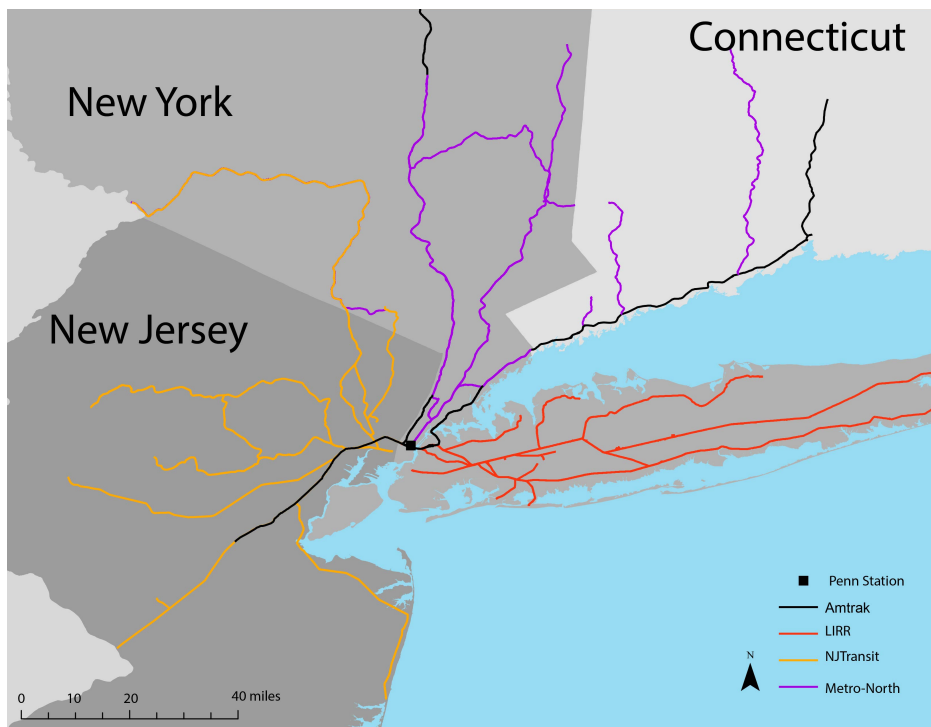 Connecticut
New York
New Jersey
Penn Station
Amtrak
LIRR
NJTransit
N
Metro-North
0 10 20 40 miles